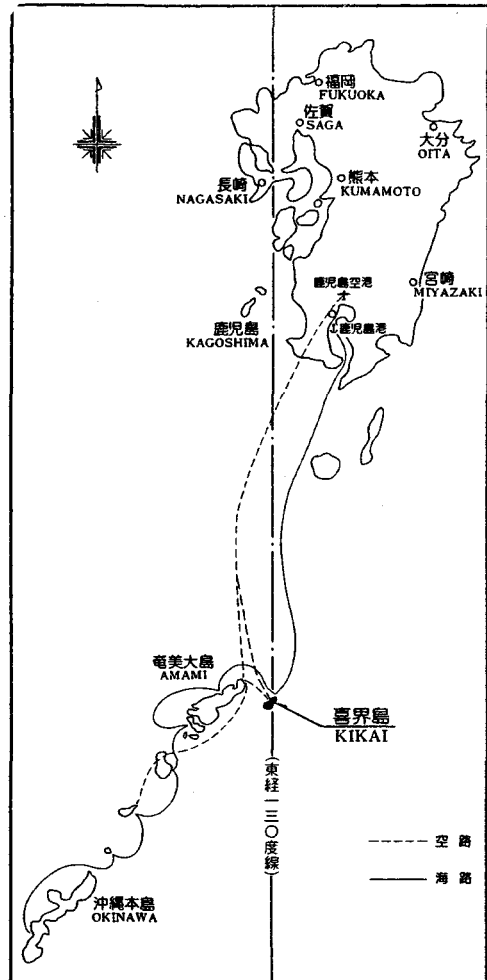 福岡
FUKUOKA
佐賀
SAGA
大分
OITA
長崎
NAGASAKI
熊本
KUMAMOTO
鹿児島空港
宮崎
MIYAZAKI
鹿児島
KAGOSHIMA
鹿児島港
奄美大島
AMAMI
喜界島
KIKAI
(東経一三〇度線)
空路
海路
沖縄本島
OKINAWA